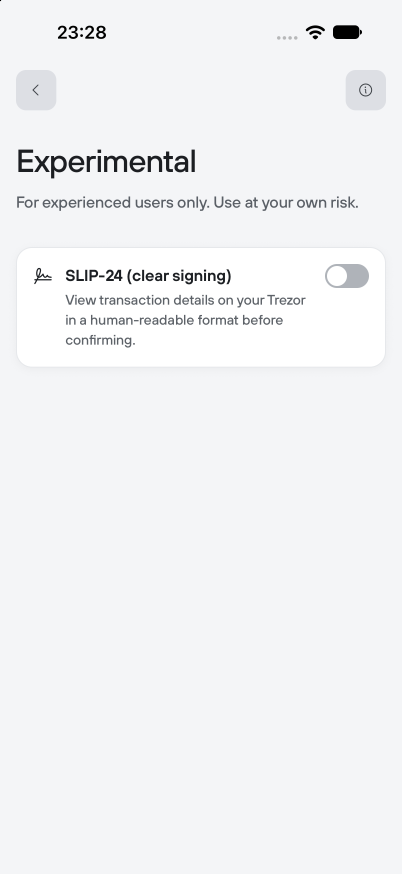 23:28
Experimental
For experienced users only. Use at your own risk.
SLIP-24 (clear signing)
View transaction details on your Trezor
in a human-readable format before
confirming.